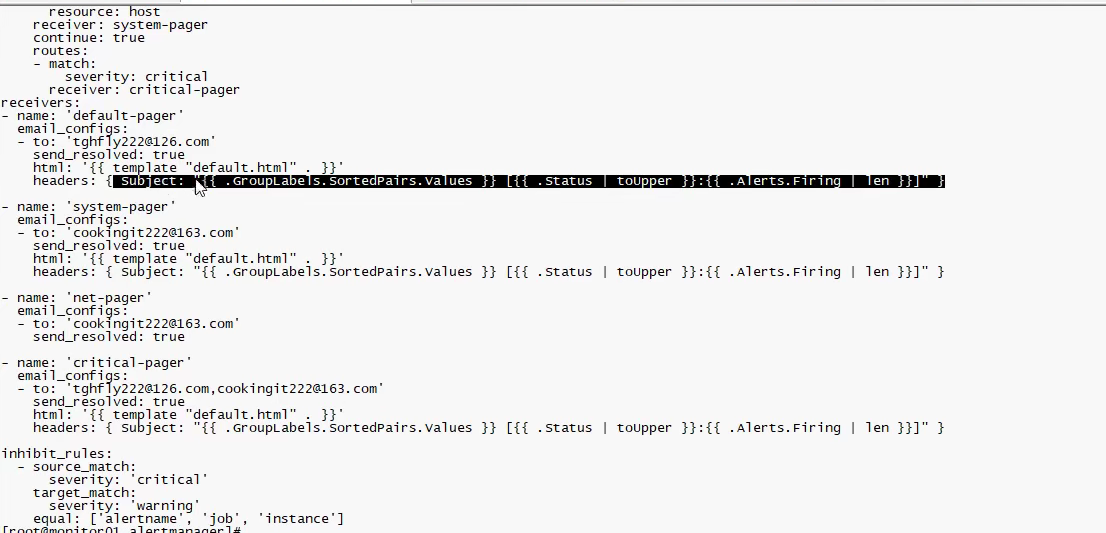 resource: host
    receiver: system-pager
    continue: true
    routes:
    - match:
        severity: critical
      receiver: critical-pager
receivers:
- name: 'default-pager'
  email_configs:
  - to: 'tghfly222@126.com'
    send_resolved: true
    html: '{{ template "default.html" . }}'
    headers: { Subject: "{{ .GroupLabels.SortedPairs.Values }} [{{ .Status | toUpper }}:{{ .Alerts.Firing | len }}]" }
- name: 'system-pager'
  email_configs:
  - to: 'cookingit222@163.com'
    send_resolved: true
    html: '{{ template "default.html" . }}'
    headers: { Subject: "{{ .GroupLabels.SortedPairs.Values }} [{{ .Status | toUpper }}:{{ .Alerts.Firing | len }}]" }
- name: 'net-pager'
  email_configs:
  - to: 'cookingit222@163.com'
    send_resolved: true
- name: 'critical-pager'
  email_configs:
  - to: 'tghfly222@126.com,cookingit222@163.com'
    send_resolved: true
    html: '{{ template "default.html" . }}'
    headers: { Subject: "{{ .GroupLabels.SortedPairs.Values }} [{{ .Status | toUpper }}:{{ .Alerts.Firing | len }}]" }
inhibit_rules:
  - source_match:
      severity: 'critical'
    target_match:
      severity: 'warning'
    equal: ['alertname', 'job', 'instance']
[root@monitor01 alertmanager]#